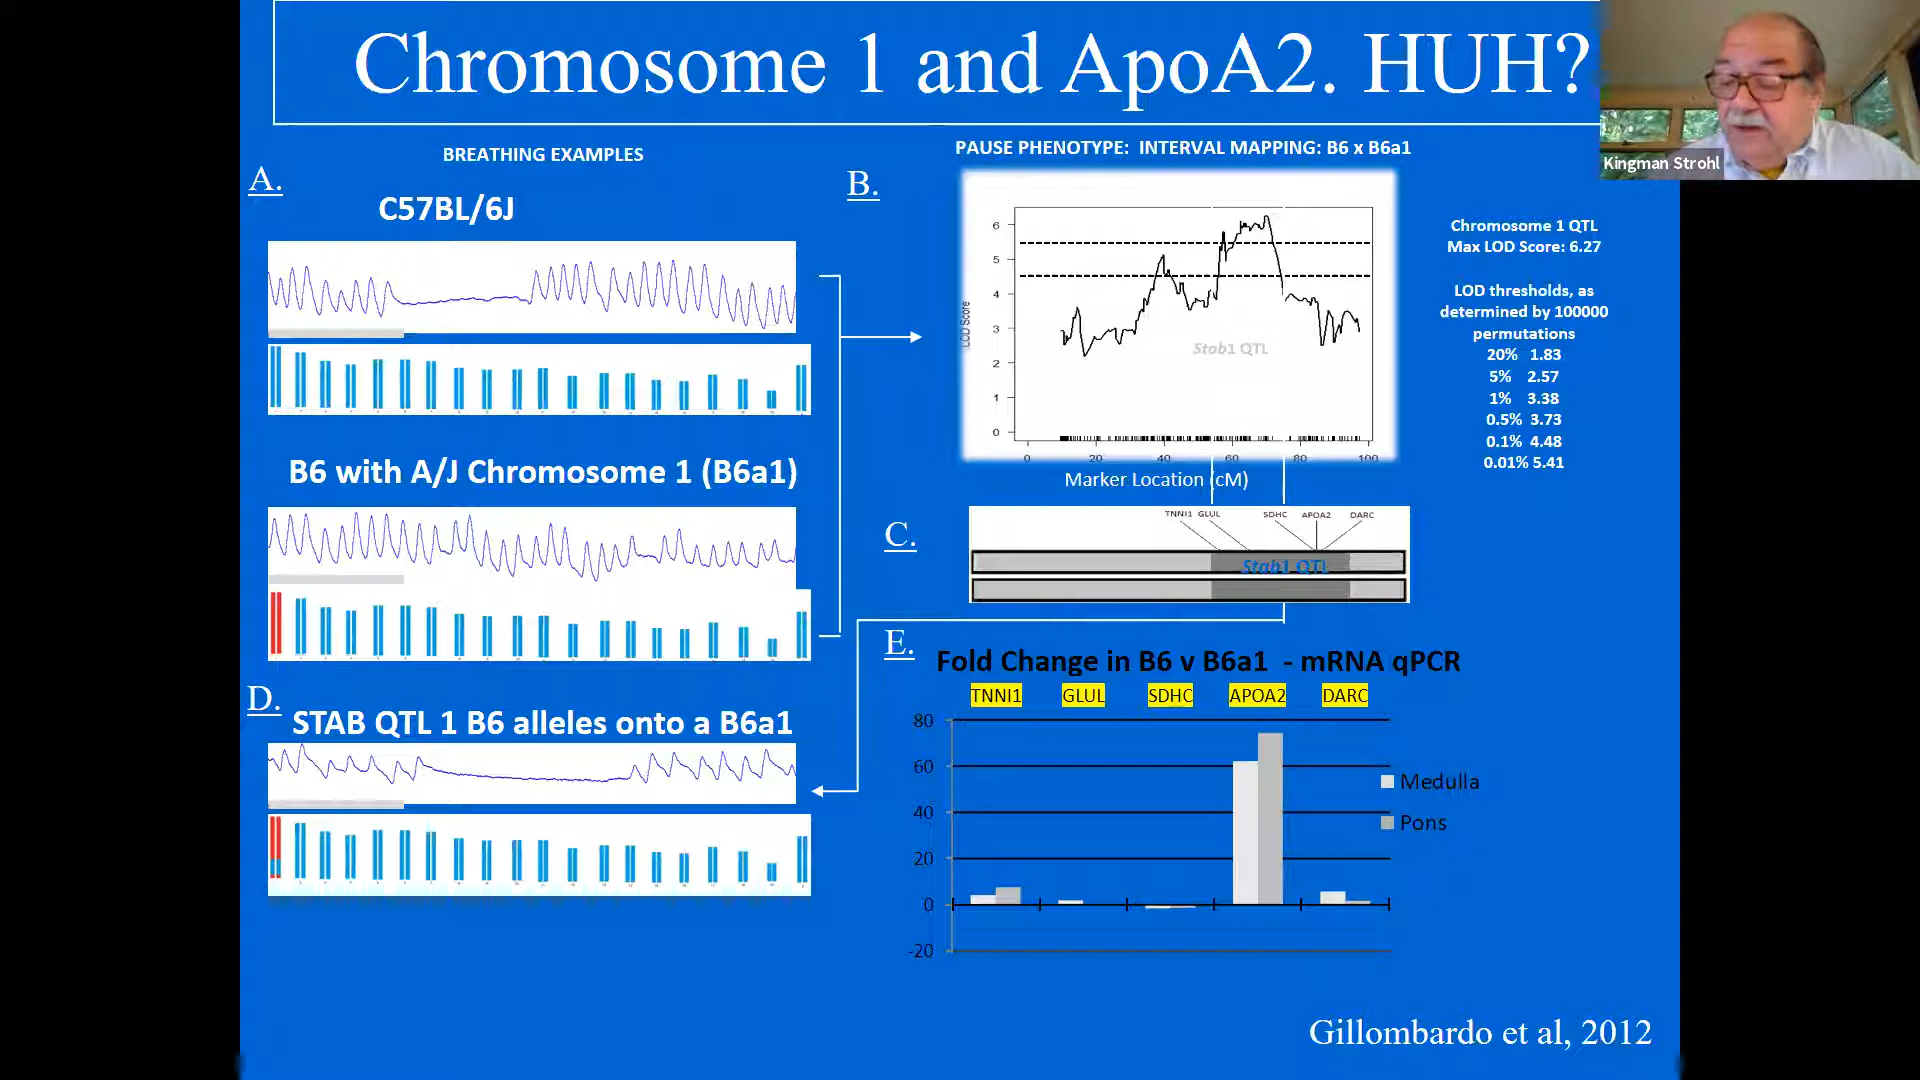 Chromosome 1 and ApoA2. HUH?
Kingman Strohl
BREATHING EXAMPLES
A.
C57BL/6J
B6 with A/J Chromosome 1 (B6a1)
D.
STAB QTL 1 B6 alleles onto a B6a1
PAUSE PHENOTYPE: INTERVAL MAPPING: B6 x B6a1
B.
LOD Score
6
5
4
3
2
1
0
Stab1 QTL
0 20 40 60 80 100
Marker Location (cM)
Chromosome 1 QTL
Max LOD Score: 6.27
LOD thresholds, as
determined by 100000
permutations
20% 1.83
5% 2.57
1% 3.38
0.5% 3.73
0.1% 4.48
0.01% 5.41
C.
TNNI1 GLUL SDHC APOA2 DARC
Stab1 QTL
E.
Fold Change in B6 v B6a1 - mRNA qPCR
TNNI1 GLUL SDHC APOA2 DARC
80
60
40
20
0
-20
Medulla
Pons
Gillombardo et al, 2012